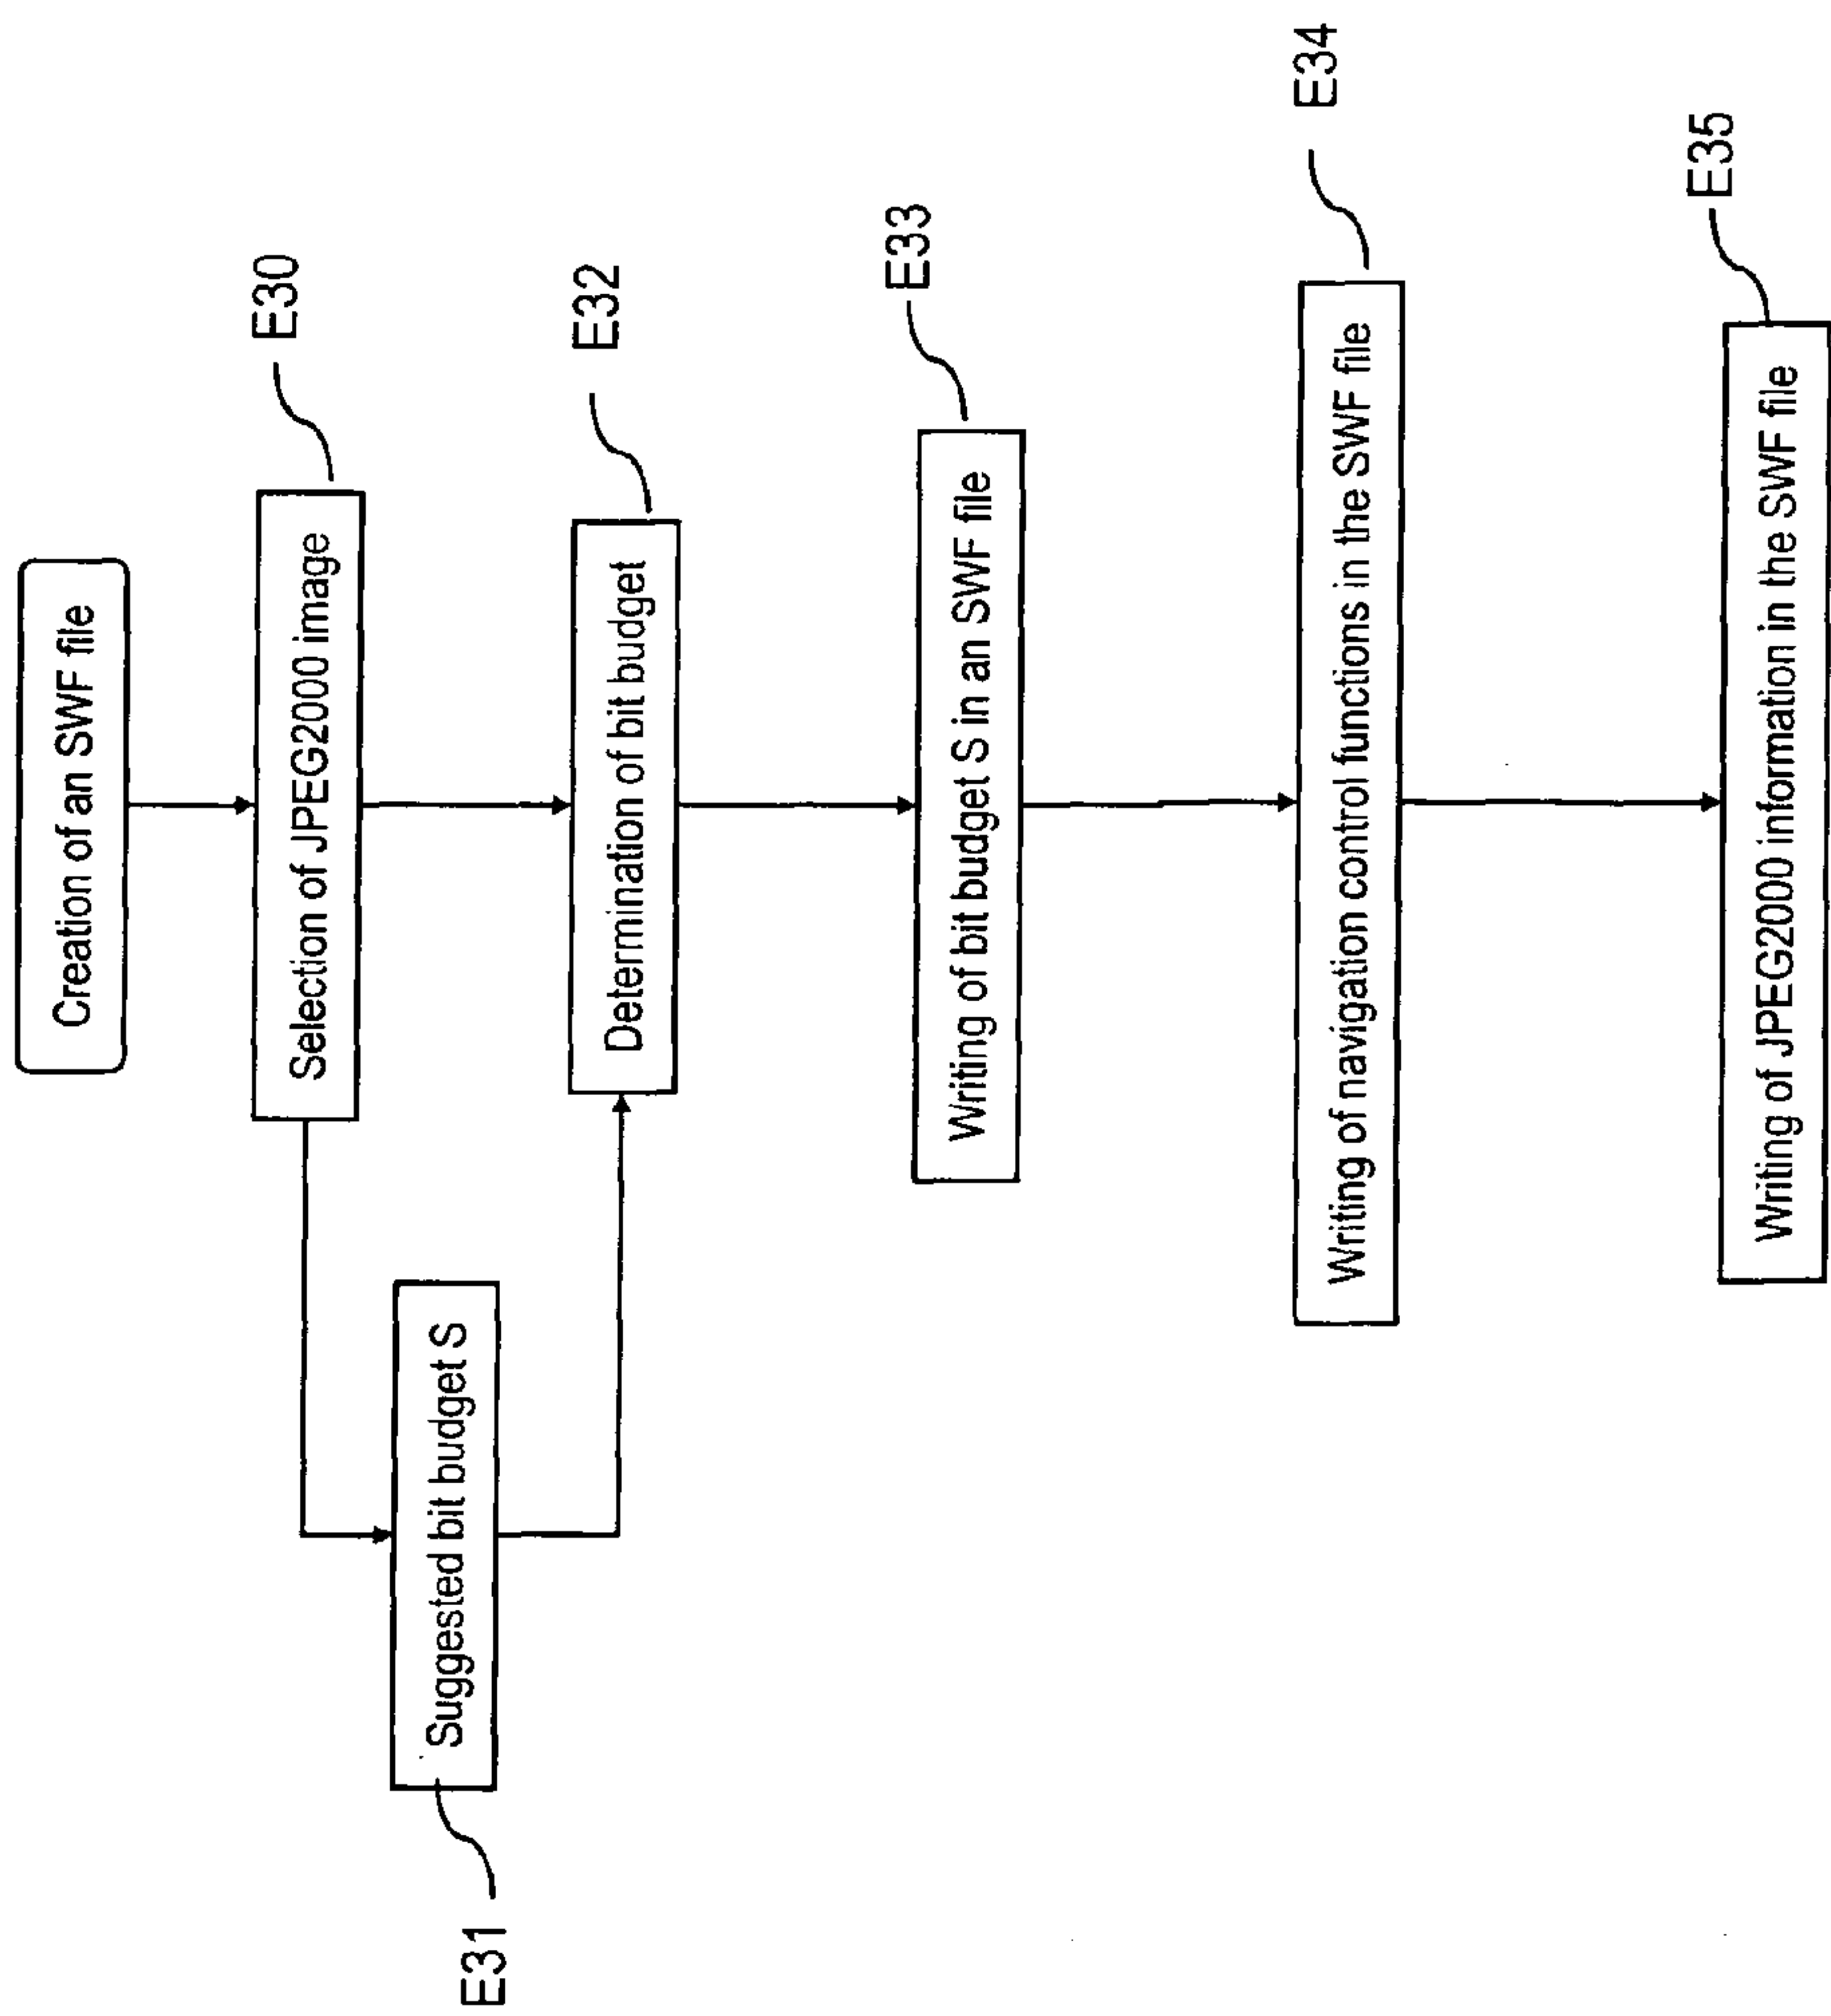 Creation of an SWF file
E30
Selection of JPEG2000 image
E31
Suggested bit budget S
E32
Determination of bit budget
E33
Writing of bit budget S in an SWF file
E34
Writing of navigation control functions in the SWF file
E35
Writing of JPEG2000 information in the SWF file